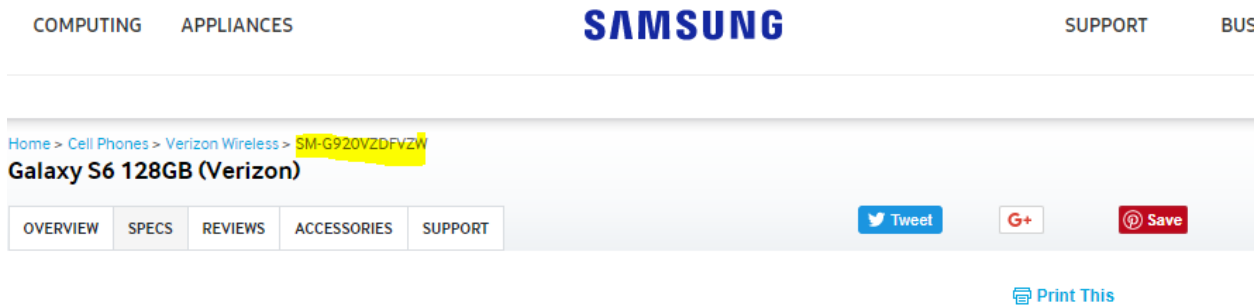 COMPUTING APPLIANCES SAMSUNG SUPPORT BUS
Home > Cell Phones > Verizon Wireless > SM-G920VZDFVZW
Galaxy S6 128GB (Verizon)
OVERVIEW SPECS REVIEWS ACCESSORIES SUPPORT Tweet G+ Save
Print This